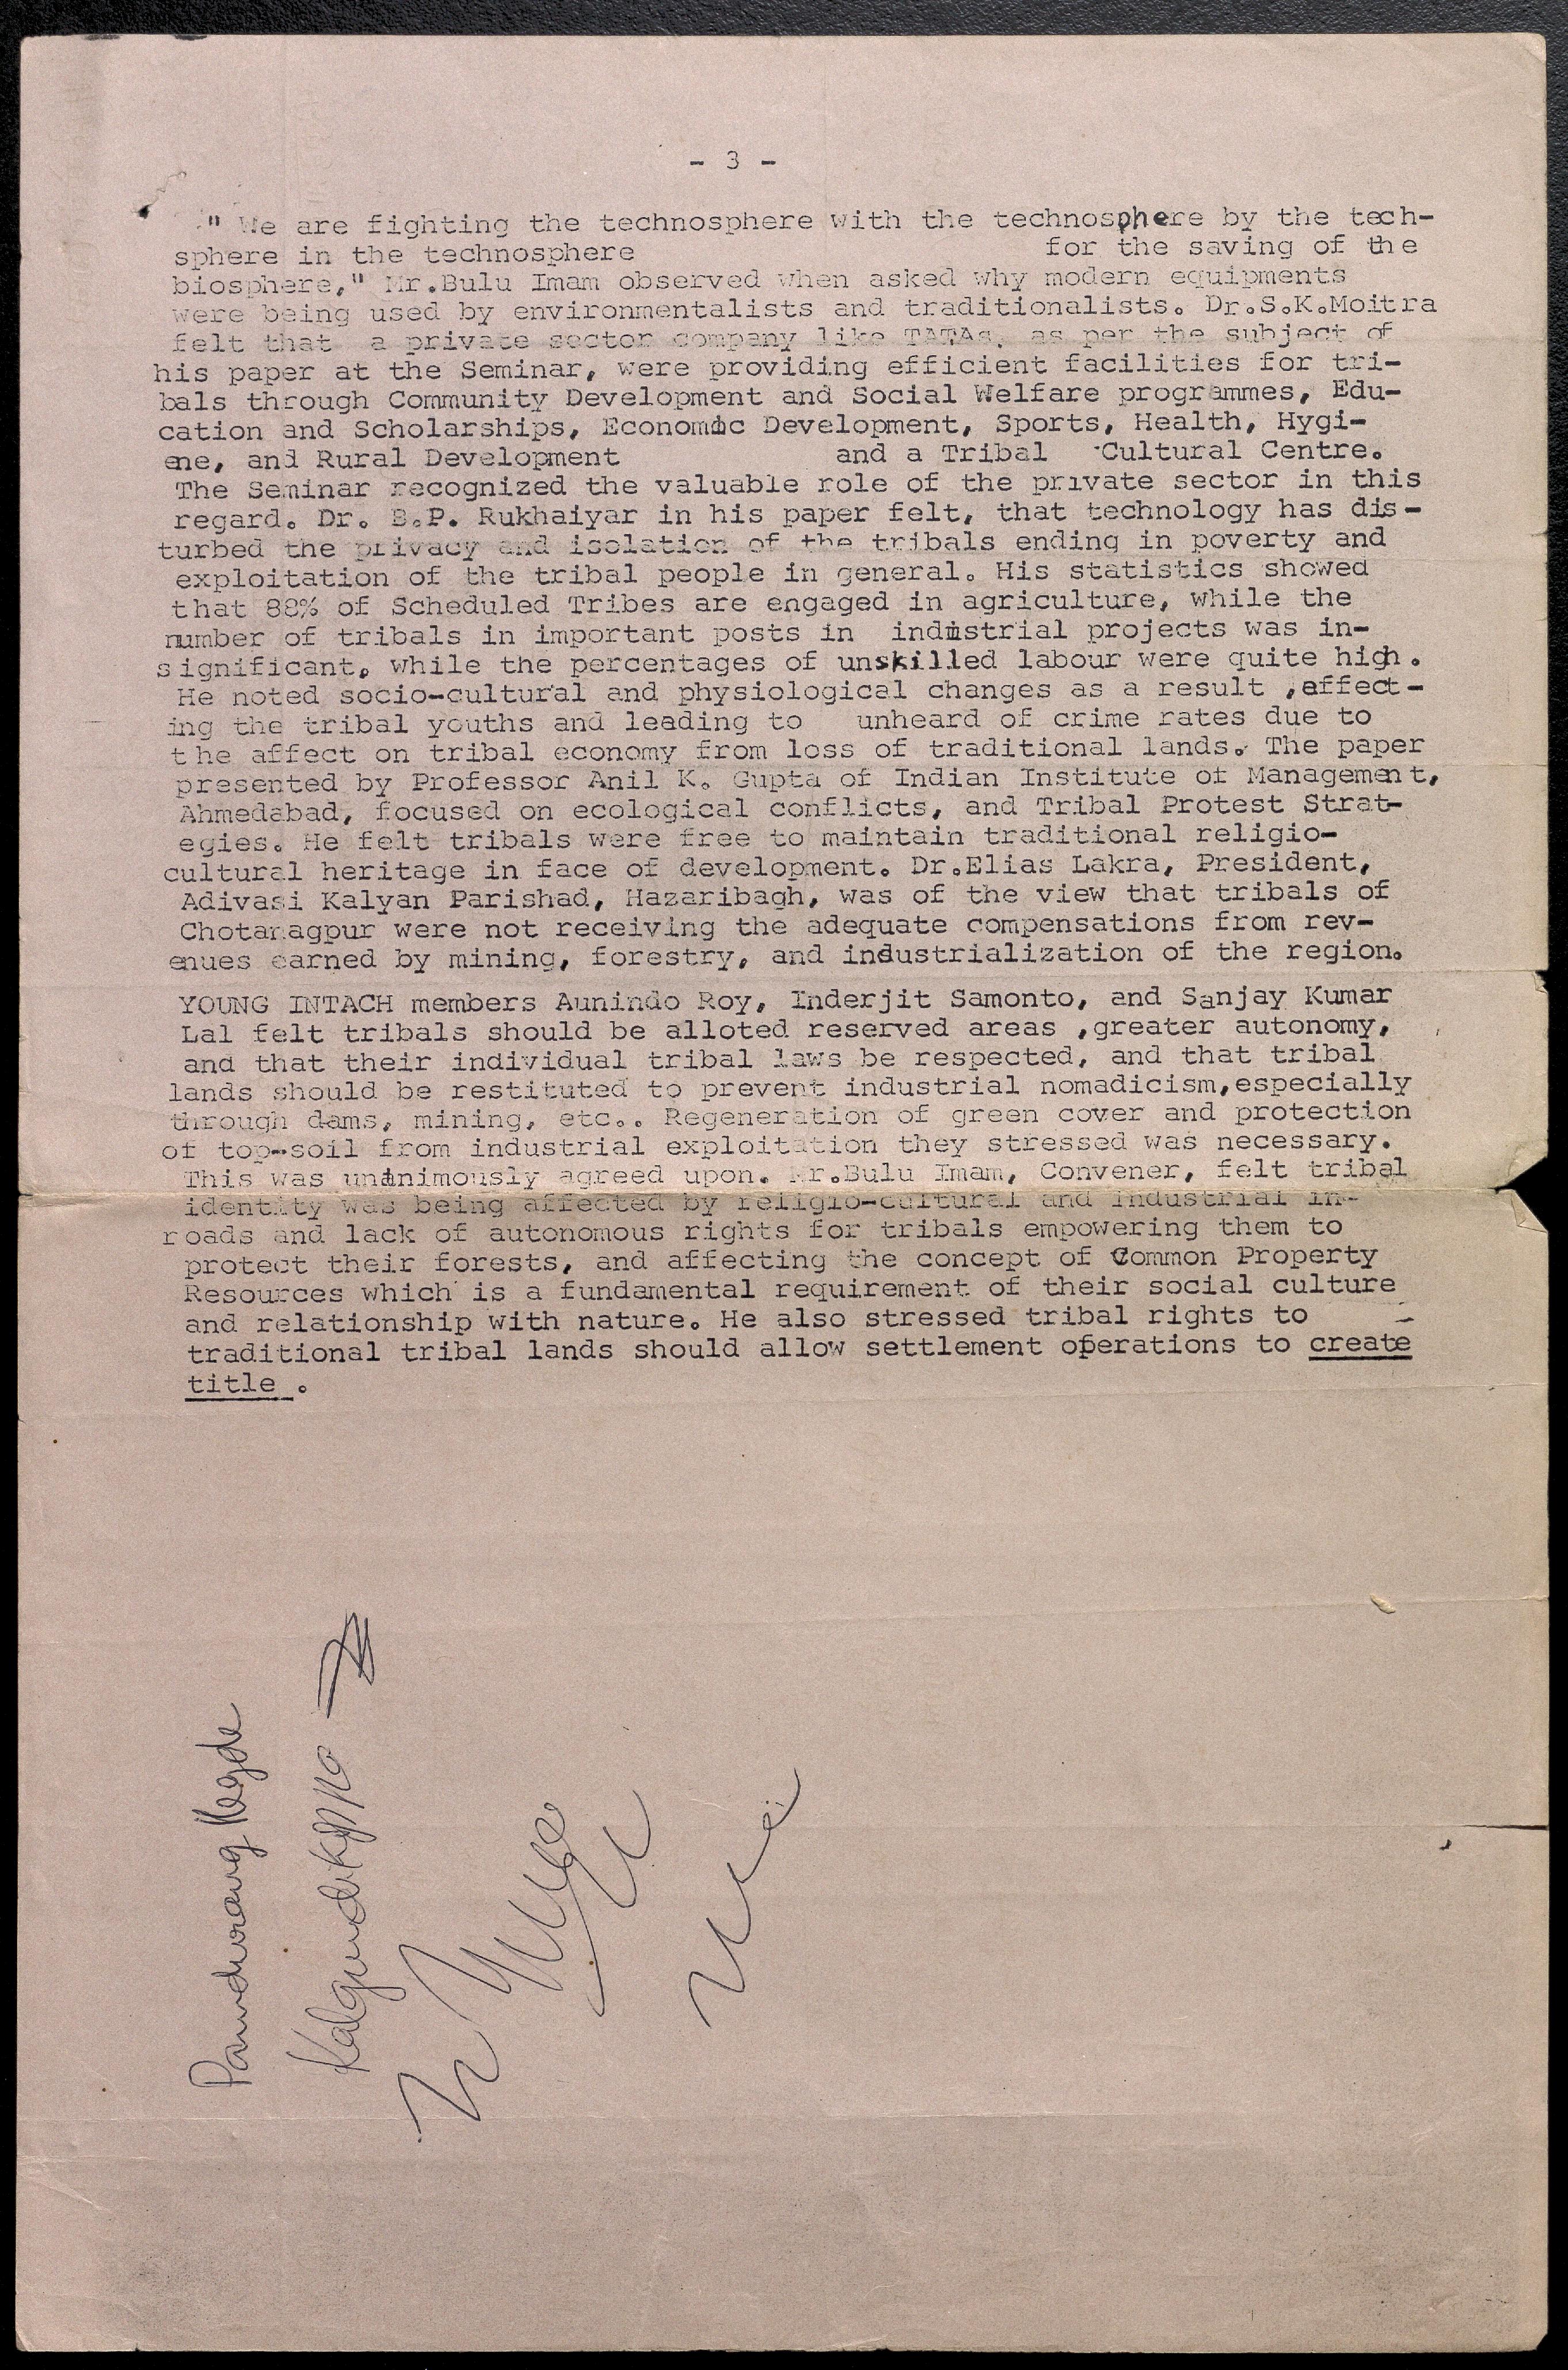 - 3 -
" We are fighting the technosphere with the technosphere by the tech-
sphere in the technosphere for the saving of the
biosphere," Mr.Bulu Imam observed when asked why modern equipments
were being used by environmentalists and traditionalists. Dr.S.K.Moitra
felt that a private sector company like TATAs, as per the subject of
his paper at the Seminar, were providing efficient facilities for tri-
bals through Community Development and Social Welfare programmes, Edu-
cation and Scholarships, Economic Development, Sports, Health, Hygi-
ene, and Rural Development and a Tribal Cultural Centre.
The Seminar recognized the valuable role of the private sector in this
regard. Dr. B.P. Rukhaiyar in his paper felt, that technology has dis-
turbed the privacy and isolation of the tribals ending in poverty and
exploitation of the tribal people in general. His statistics showed
that 88% of Scheduled Tribes are engaged in agriculture, while the
number of tribals in important posts in industrial projects was in-
significant, while the percentages of unskilled labour were quite high.
He noted socio-cultural and physiological changes as a result ,affect-
ing the tribal youths and leading to unheard of crime rates due to
the affect on tribal economy from loss of traditional lands. The paper
presented by Professor Anil K. Gupta of Indian Institute of Management,
Ahmedabad, focused on ecological conflicts, and Tribal Protest Strat-
egies. He felt tribals were free to maintain traditional religio-
cultural heritage in face of development. Dr.Elias Lakra, President,
Adivasi Kalyan Parishad, Hazaribagh, was of the view that tribals of
Chotanagpur were not receiving the adequate compensations from rev-
enues earned by mining, forestry, and industrialization of the region.
YOUNG INTACH members Aunindo Roy, Inderjit Samonto, and Sanjay Kumar
Lal felt tribals should be alloted reserved areas ,greater autonomy,
and that their individual tribal laws be respected, and that tribal
lands should be restituted to prevent industrial nomadicism,especially
through dams, mining, etc.. Regeneration of green cover and protection
of top-soil from industrial exploitation they stressed was necessary.
This was unanimously agreed upon. Mr.Bulu Imam, Convener, felt tribal
identity was being affected by religio-cultural and industrial in-
roads and lack of autonomous rights for tribals empowering them to
protect their forests, and affecting the concept of Common Property
Resources which is a fundamental requirement of their social culture
and relationship with nature. He also stressed tribal rights to
traditional tribal lands should allow settlement operations to create
title .
Pandurang Hegde
Kalgundikoppa